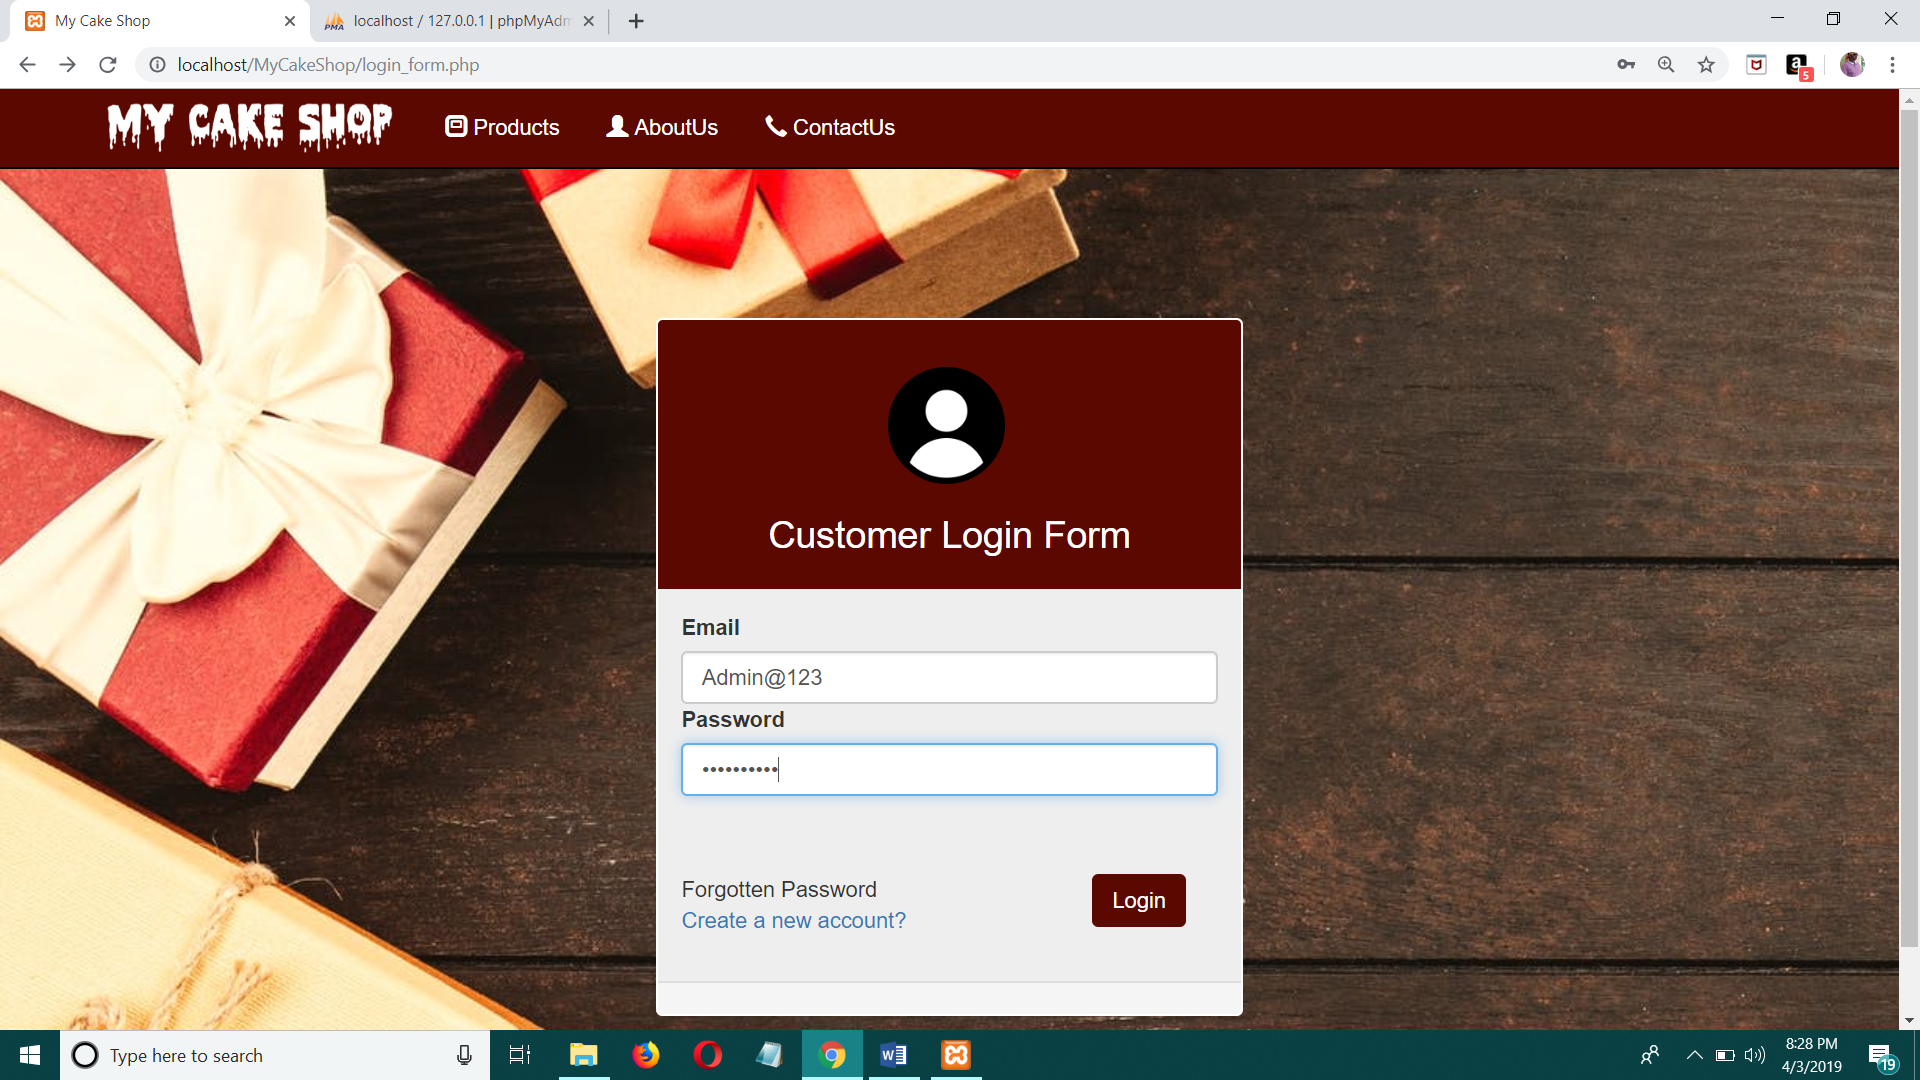 My Cake Shop
localhost / 127.0.0.1 | phpMyAdm
PMA
localhost/MyCakeShop/login_form.php
a
5
MY CAKE SHOP
Products
AboutUs
ContactUs
Customer Login Form
Email
Admin@123
Password
••••••••••
Forgotten Password
Create a new account?
Login
Type here to search
W
8:28 PM
4/3/2019
19